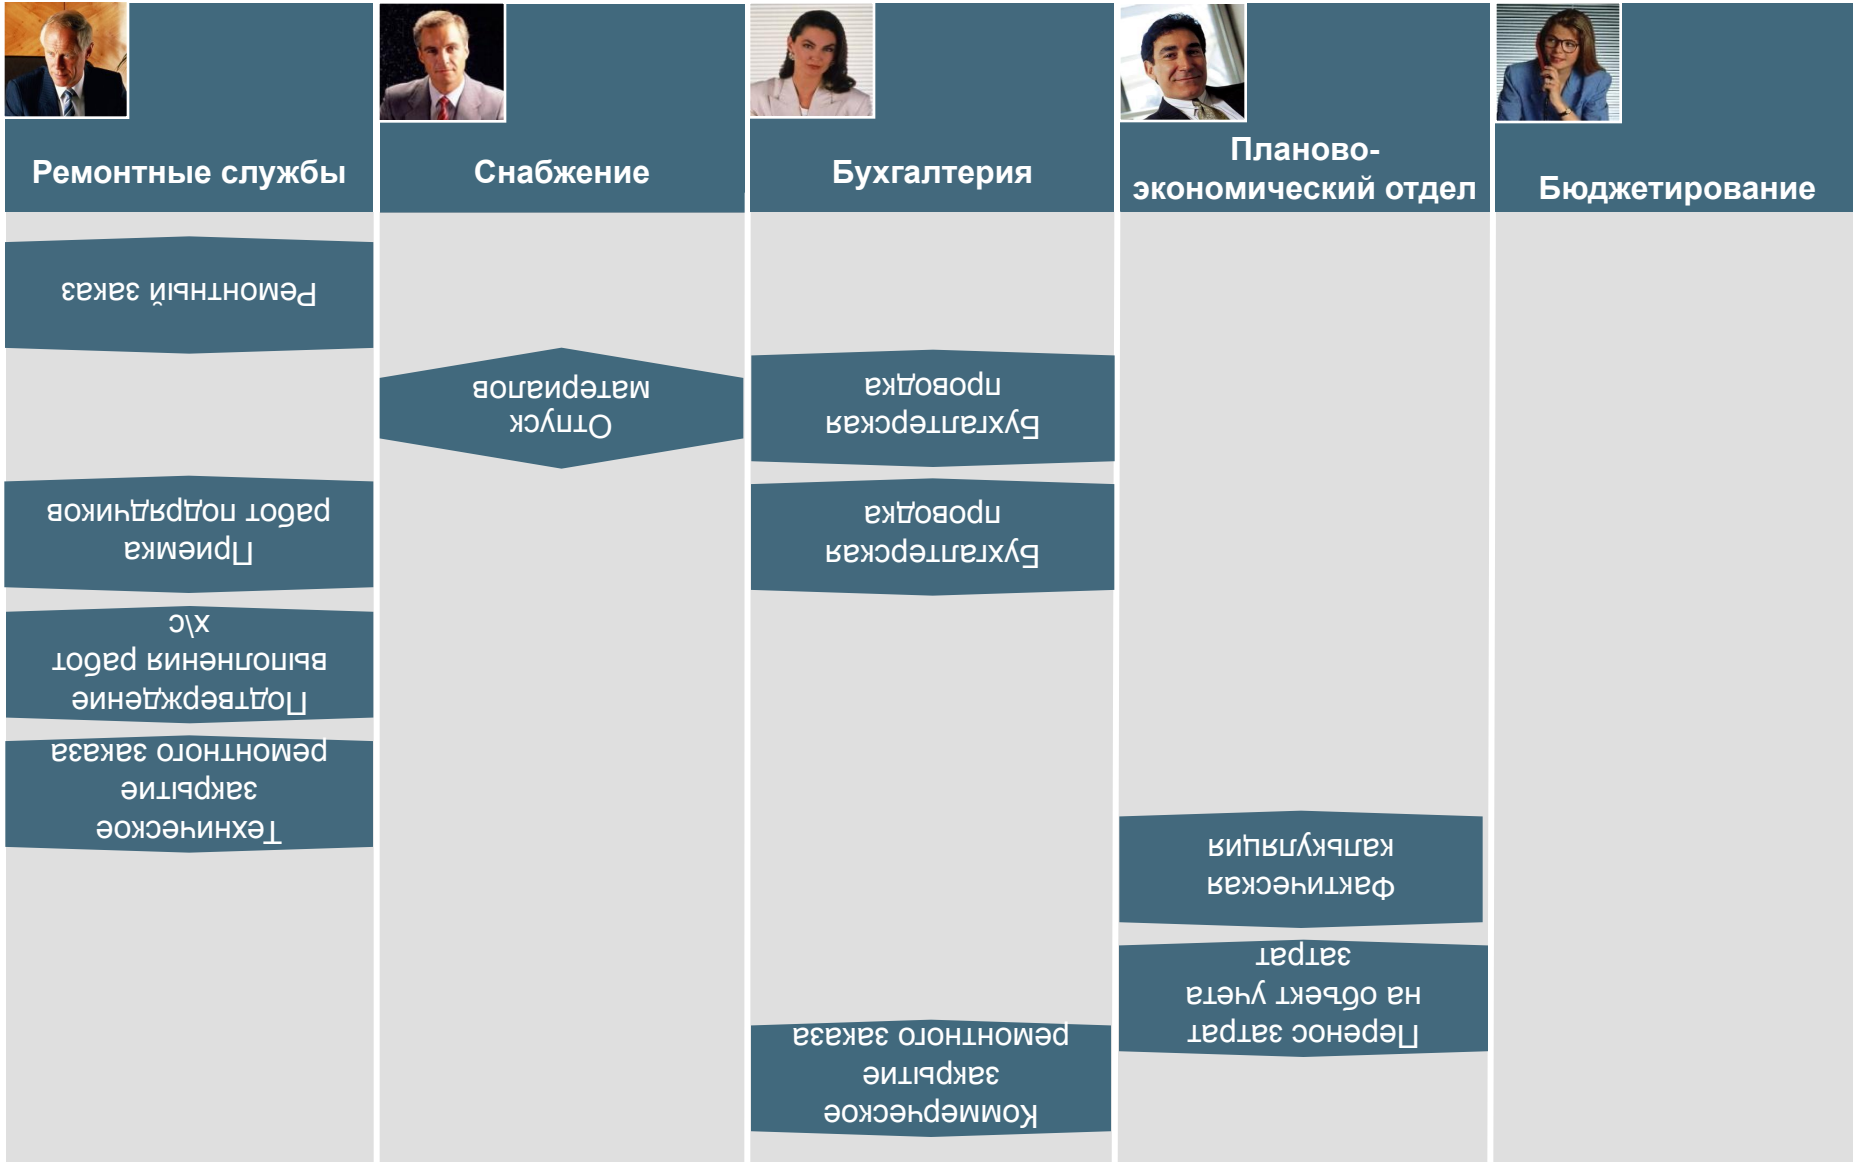 Ремонтные службы
Снабжение
Бухгалтерия
Планово-
экономический отдел
Бюджетирование
Ремонтный заказ
Отпуск
материалов
Бухгалтерская
проводка
Приемка
работ подрядчиков
Бухгалтерская
проводка
Подтверждение
выполнения работ
х\с
Техническое
закрытие
ремонтного заказа
Фактическая
калькуляция
Перенос затрат
на объект учета
затрат
Коммерческое
закрытие
ремонтного заказа